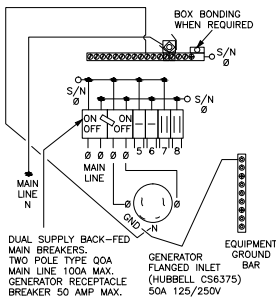 BOX BONDING
WHEN REQUIRED
S/N
Ø
S/N
Ø
S/N
Ø
ON
OFF
ON
OFF
5
6
7
8
Ø Ø Ø Ø
MAIN
LINE
MAIN
LINE
N
GND
N
DUAL SUPPLY BACK-FED
MAIN BREAKERS.
TWO POLE TYPE QOA
MAIN LINE 100A MAX.
GENERATOR RECEPTACLE
BREAKER 50 AMP MAX.
GENERATOR
FLANGED INLET
(HUBBELL CS6375)
50A 125/250V
EQUIPMENT
GROUND
BAR